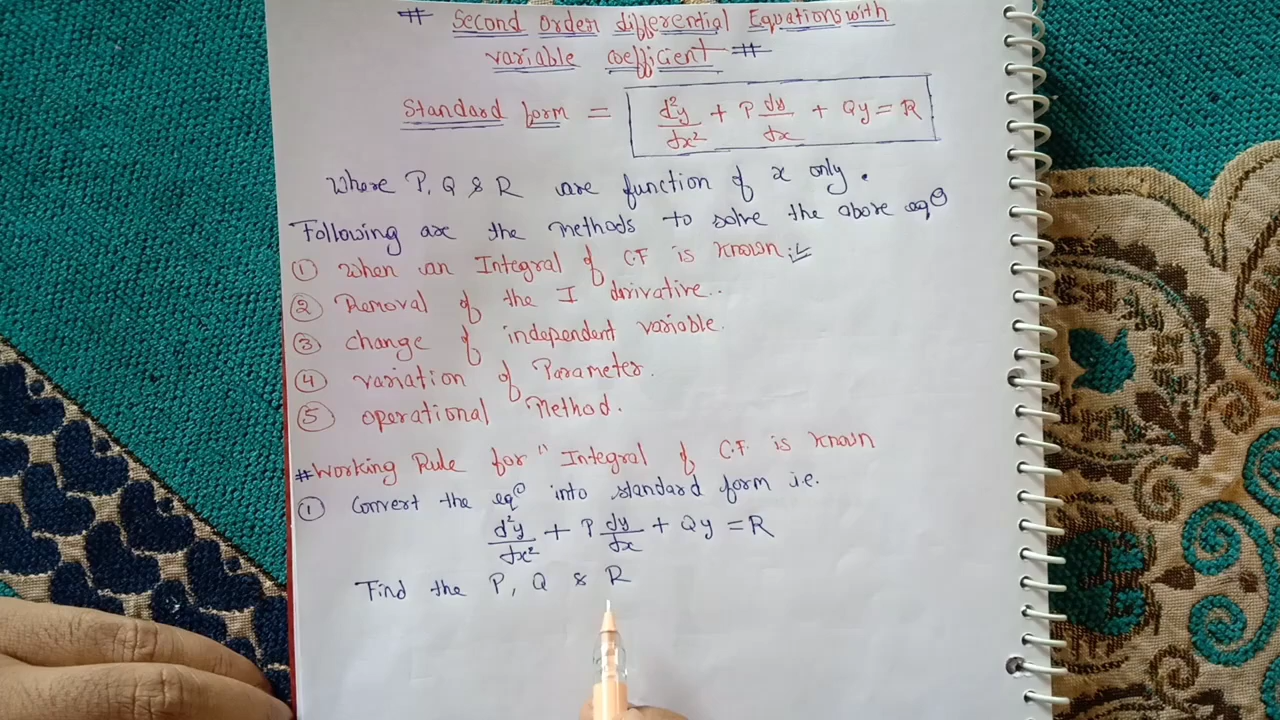 # Second order differential Equations with
variable coefficient #
Standard form = d²y/dx² + P dy/dx + Qy = R
Where P, Q & R are function of x only.
Following are the methods to solve the above eqⁿ
① When an Integral of C.F is known.
② Removal of the I derivative..
③ change of independent variable.
④ variation of Parameter.
⑤ operational Method.
# Working Rule for " Integral of C.F. is known
① Convert the eqⁿ into standard form i.e.
d²y/dx² + P dy/dx + Qy = R
Find the P, Q & R